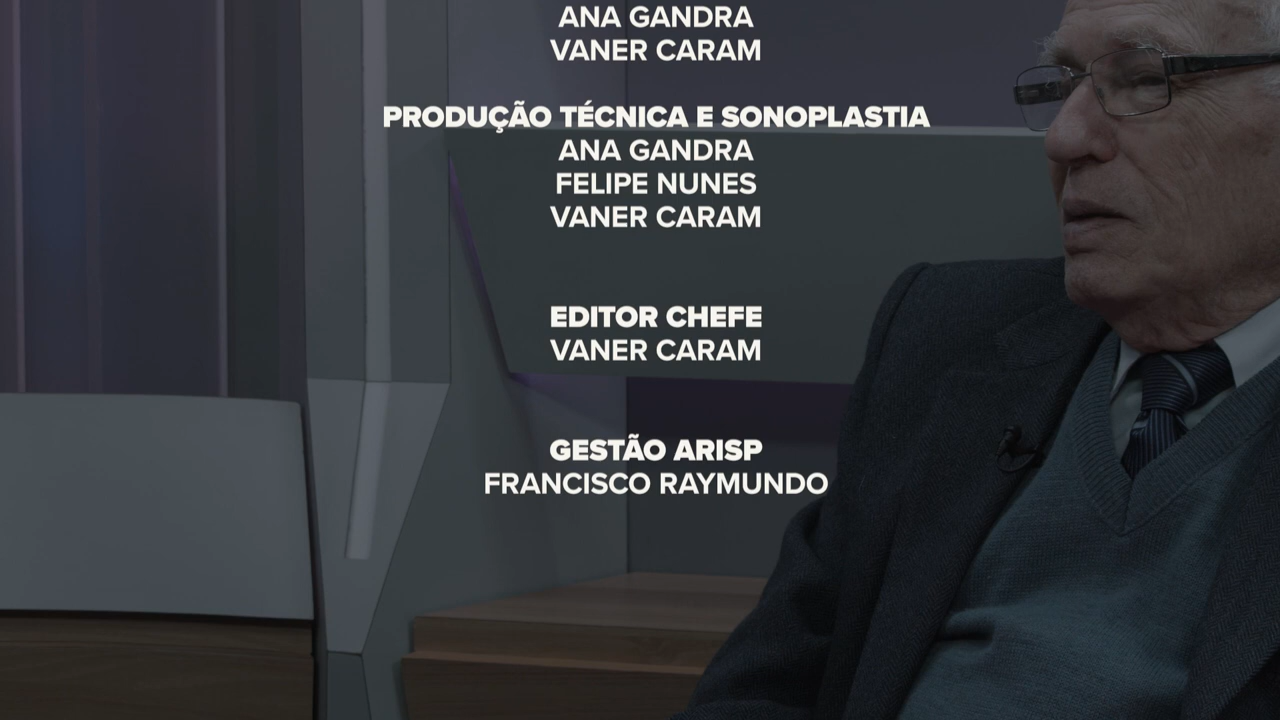 ANA GANDRA
VANER CARAM
PRODUÇÃO TÉCNICA E SONOPLASTIA
ANA GANDRA
FELIPE NUNES
VANER CARAM
EDITOR CHEFE
VANER CARAM
GESTÃO ARISP
FRANCISCO RAYMUNDO